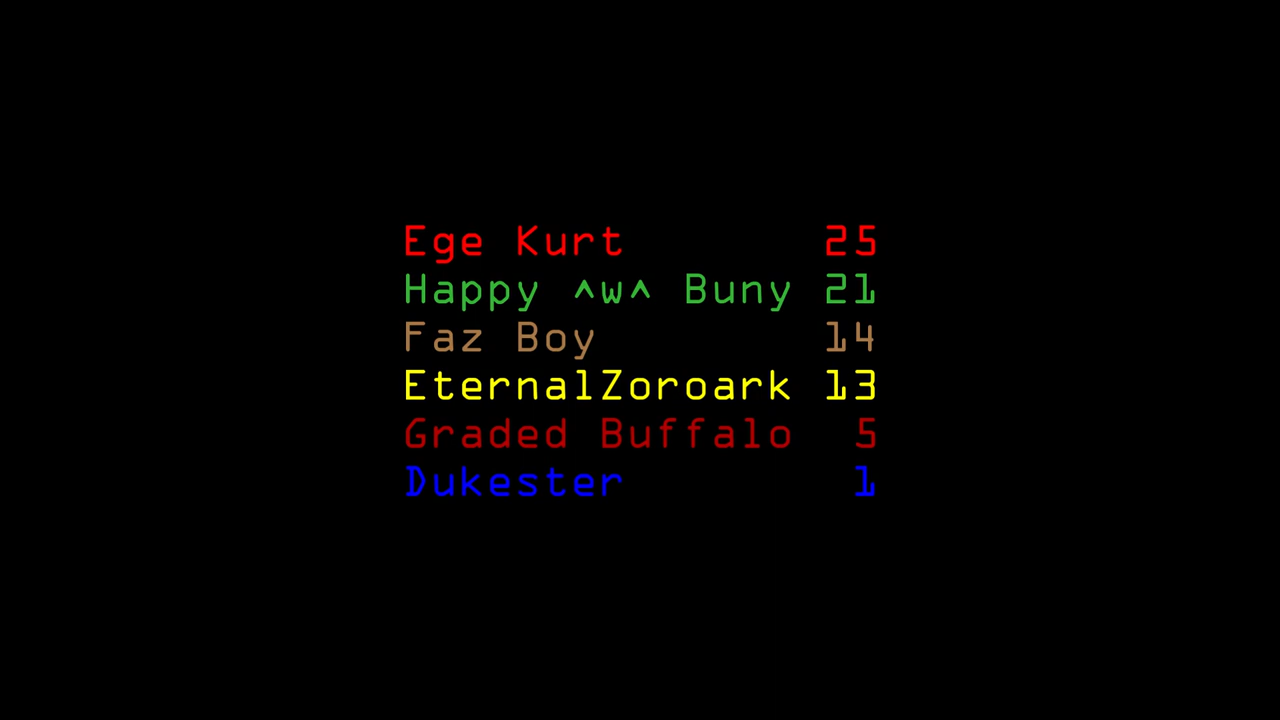 Ege Kurt 25
Happy ^w^ Buny 21
Faz Boy 14
EternalZoroark 13
Graded Buffalo 5
Dukester 1